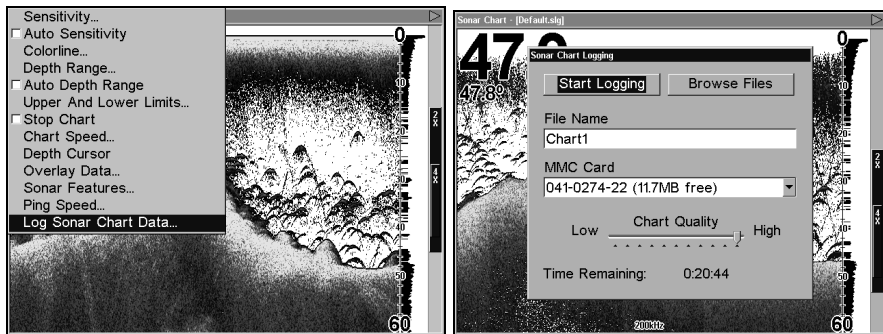 Sensitivity...
Auto Sensitivity
Colorline...
Depth Range...
Auto Depth Range
Upper And Lower Limits...
Stop Chart
Chart Speed...
Depth Cursor
Overlay Data...
Sonar Features...
Ping Speed...
Log Sonar Chart Data...
0
10
20
30
40
50
60
2X
4X
Sonar Chart - [Default.slg]
47.8°
Sonar Chart Logging
Start Logging
Browse Files
File Name
Chart1
MMC Card
041-0274-22 (11.7MB free)
Chart Quality
Low
High
Time Remaining: 0:20:44
200kHz
0
10
20
30
40
50
60
2X
4X